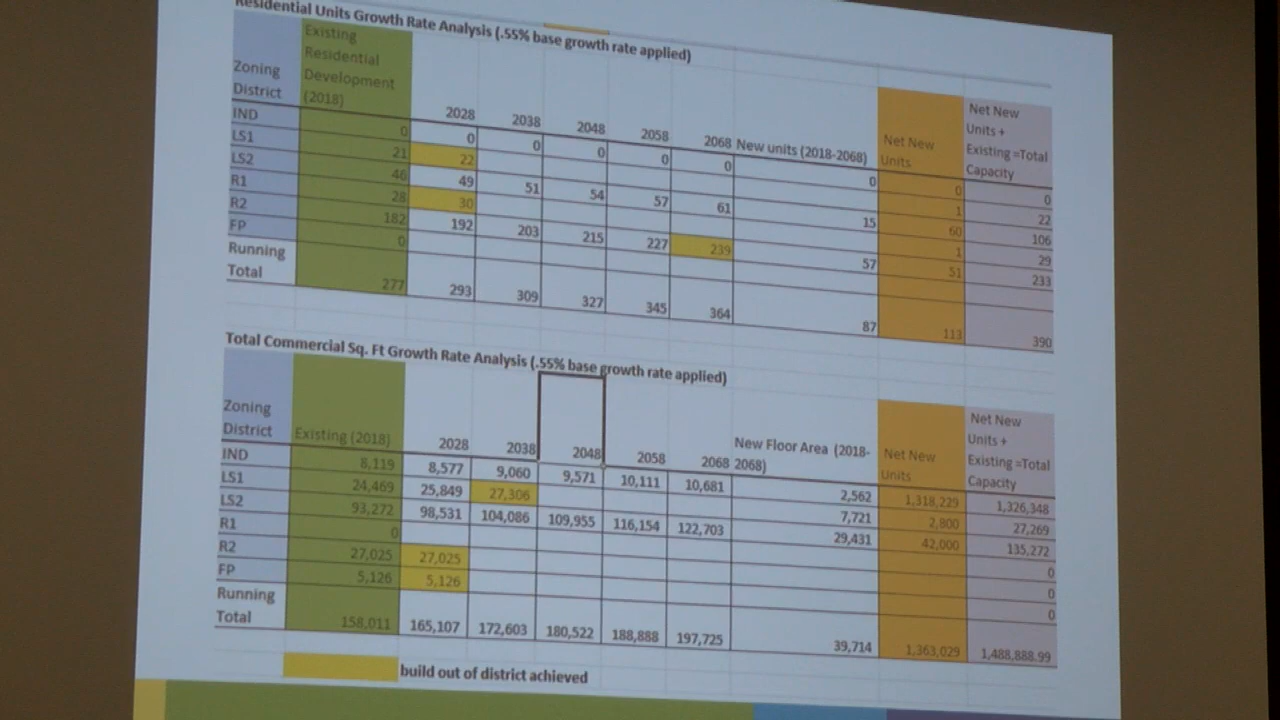 Residential Units Growth Rate Analysis (.55% base growth rate applied)
Zoning District | Existing Residential Development (2018) | 2028 | 2038 | 2048 | 2058 | 2068 | New units (2018-2068) | Net New Units | Net New Units + Existing =Total Capacity
IND 0 0 0 0 0 0 0 0 0
LS1 21 22 1 22
LS2 46 49 51 54 57 61 15 60 106
R1 28 30 1 29
R2 182 192 203 215 227 239 57 51 233
FP 0
Running Total 277 293 309 327 345 364 87 113 390
Total Commercial Sq. Ft Growth Rate Analysis (.55% base growth rate applied)
Zoning District | Existing (2018) | 2028 | 2038 | 2048 | 2058 | 2068 | New Floor Area (2018-2068) | Net New Units | Net New Units + Existing =Total Capacity
IND 8,119 8,577 9,060 9,571 10,111 10,681 2,562 1,318,229 1,326,348
LS1 24,469 25,849 27,306 7,721 2,800 27,269
LS2 93,272 98,531 104,086 109,955 116,154 122,703 29,431 42,000 135,272
R1 0 0
R2 27,025 27,025 0
FP 5,126 5,126 0
Running Total 158,011 165,107 172,603 180,522 188,888 197,725 39,714 1,363,029 1,488,888.99
build out of district achieved